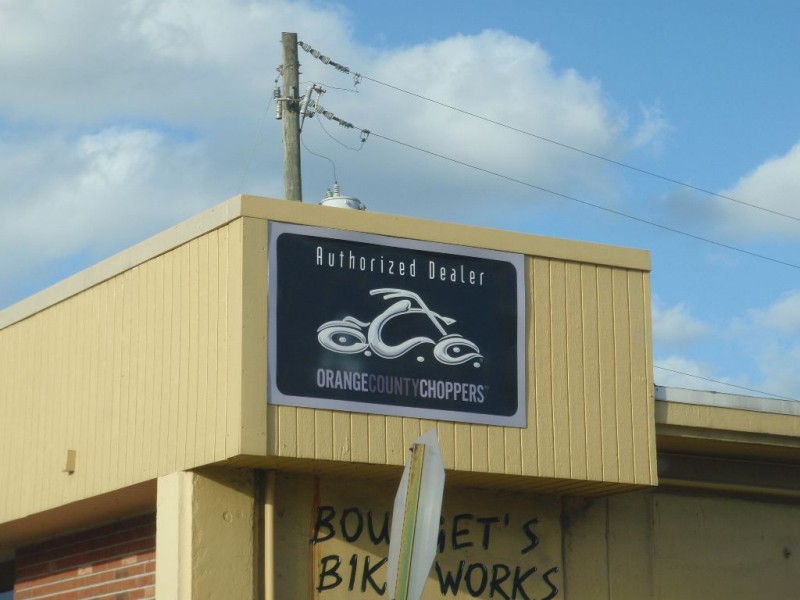 Authorized Dealer
ORANGECOUNTYCHOPPERS
WORKS